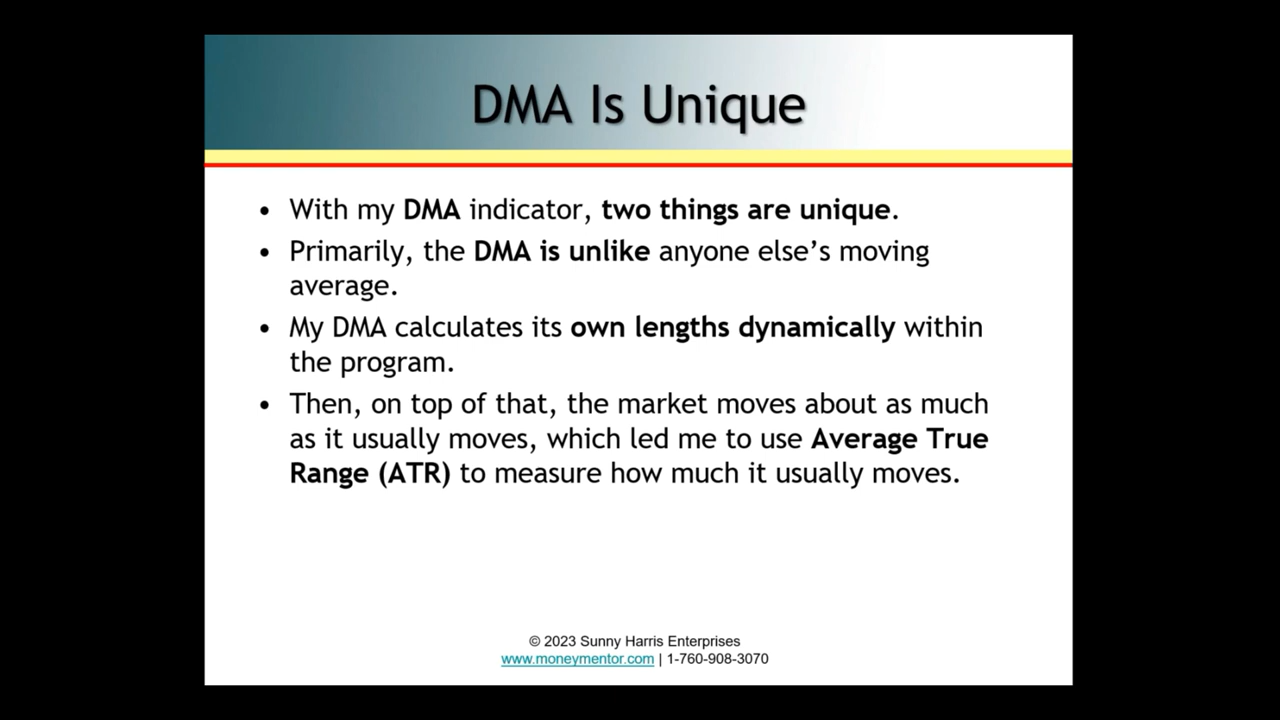 DMA Is Unique
• With my DMA indicator, two things are unique.
• Primarily, the DMA is unlike anyone else’s moving
average.
• My DMA calculates its own lengths dynamically within
the program.
• Then, on top of that, the market moves about as much
as it usually moves, which led me to use Average True
Range (ATR) to measure how much it usually moves.
© 2023 Sunny Harris Enterprises
www.moneymentor.com | 1-760-908-3070